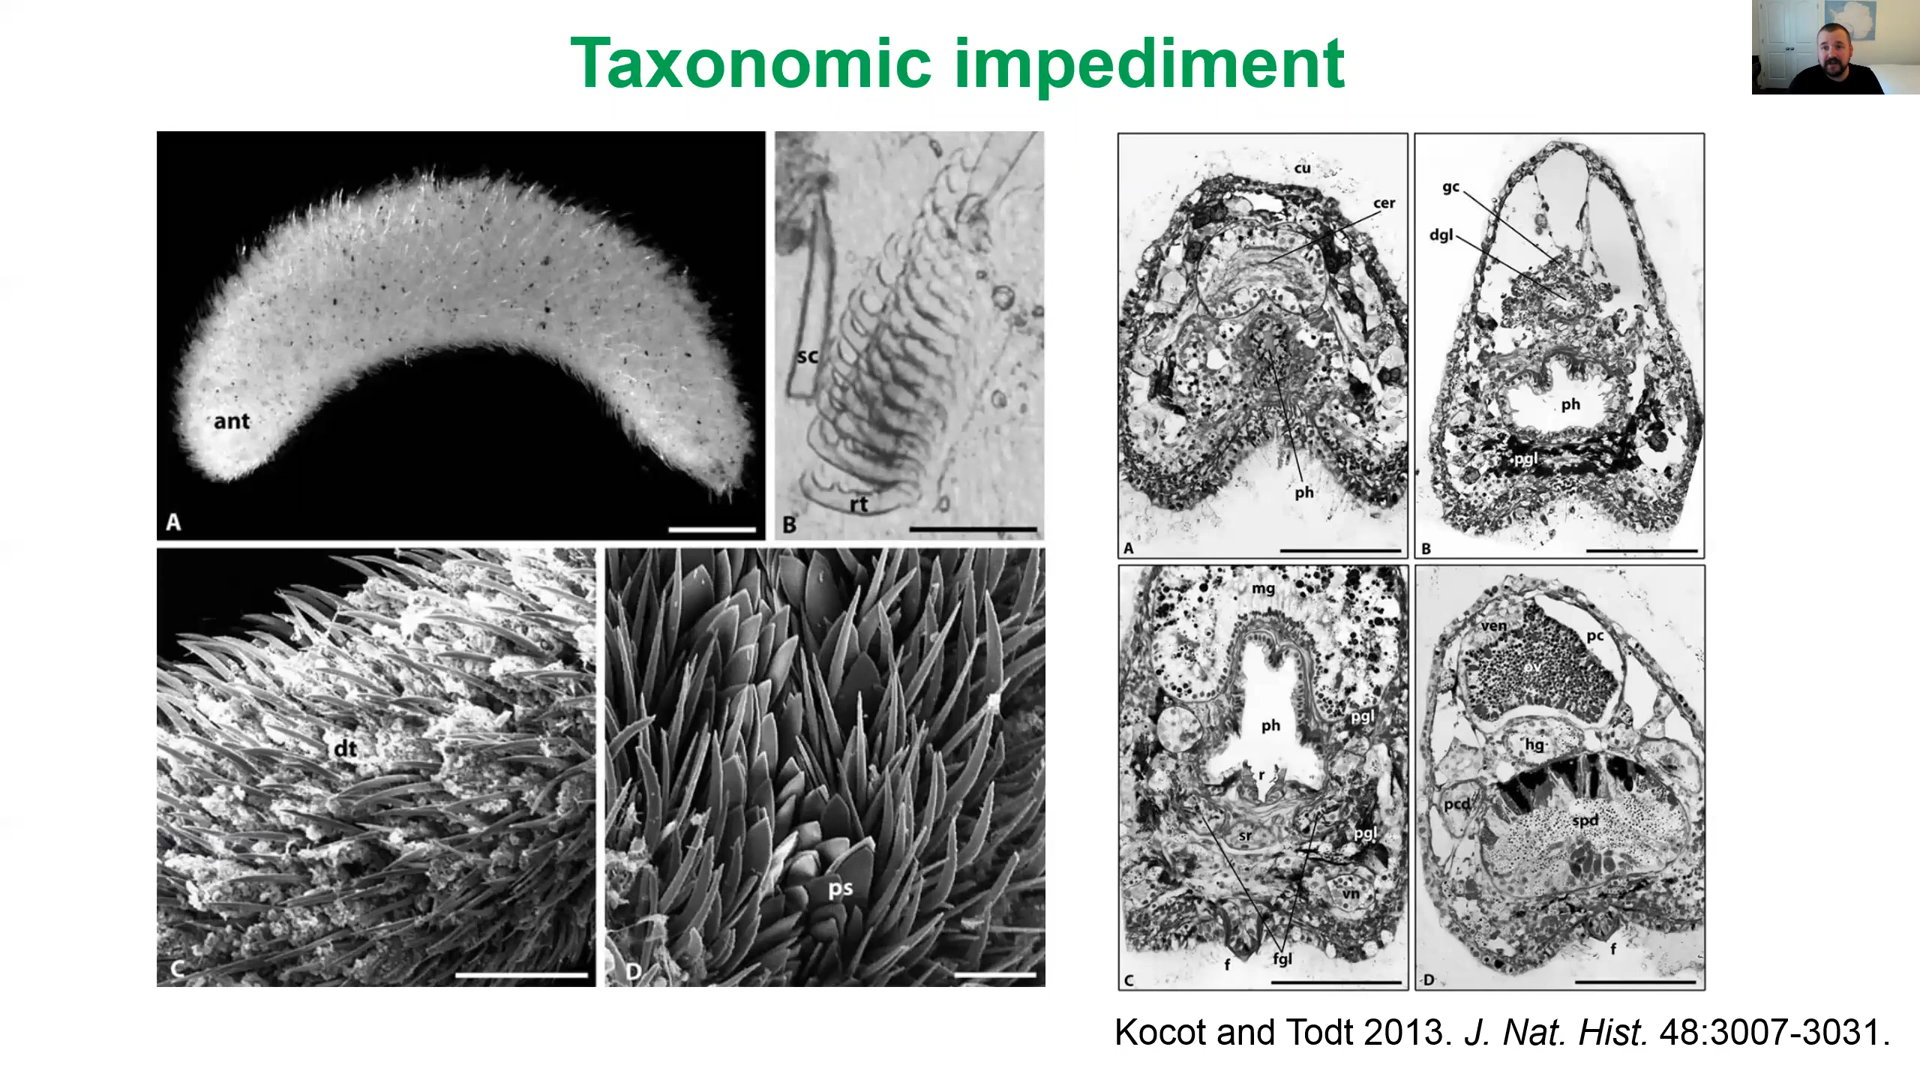 Taxonomic impediment
ant
A
sc
rt
B
dt
C
ps
D
cu
cer
ph
A
gc
dgl
ph
pgl
B
mg
ph
pgl
r
sr
pgl
vn
f
fgl
C
ven
pc
ov
hg
pcd
spd
f
D
Kocot and Todt 2013. J. Nat. Hist. 48:3007-3031.